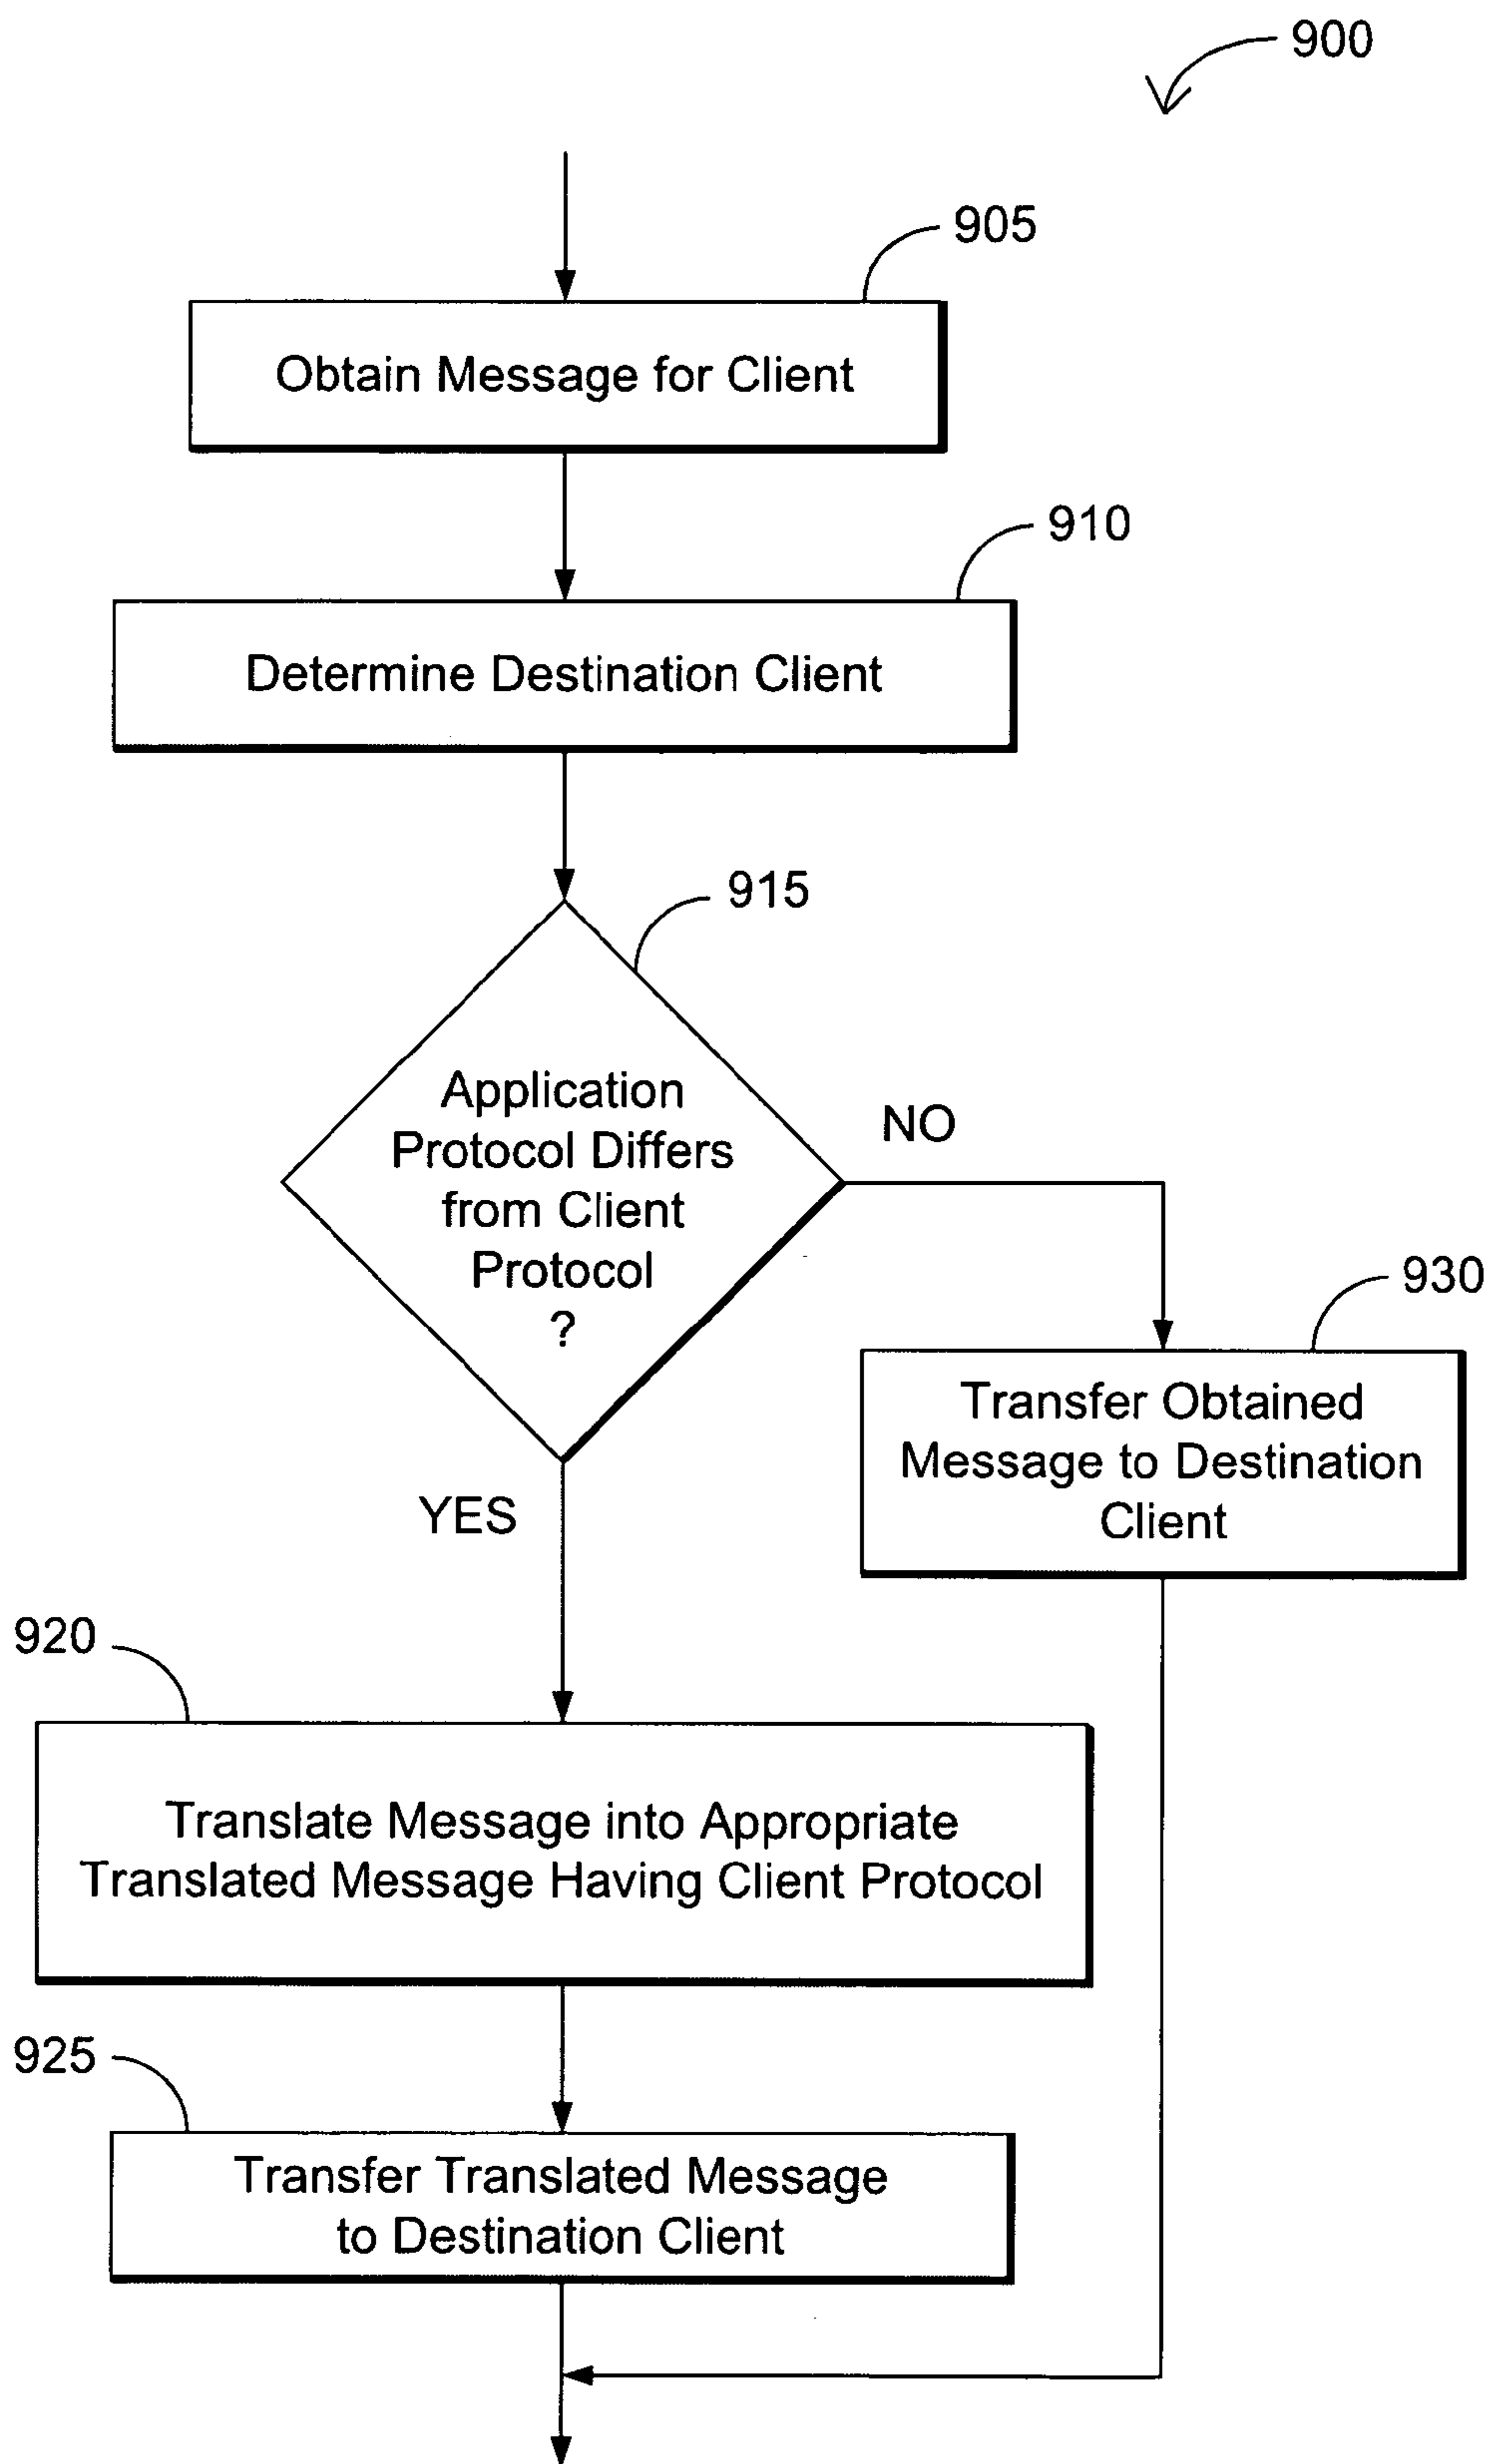 900
905
Obtain Message for Client
910
Determine Destination Client
915
Application
Protocol Differs
from Client
Protocol
?
NO
930
Transfer Obtained
Message to Destination
Client
YES
920
Translate Message into Appropriate
Translated Message Having Client Protocol
925
Transfer Translated Message
to Destination Client